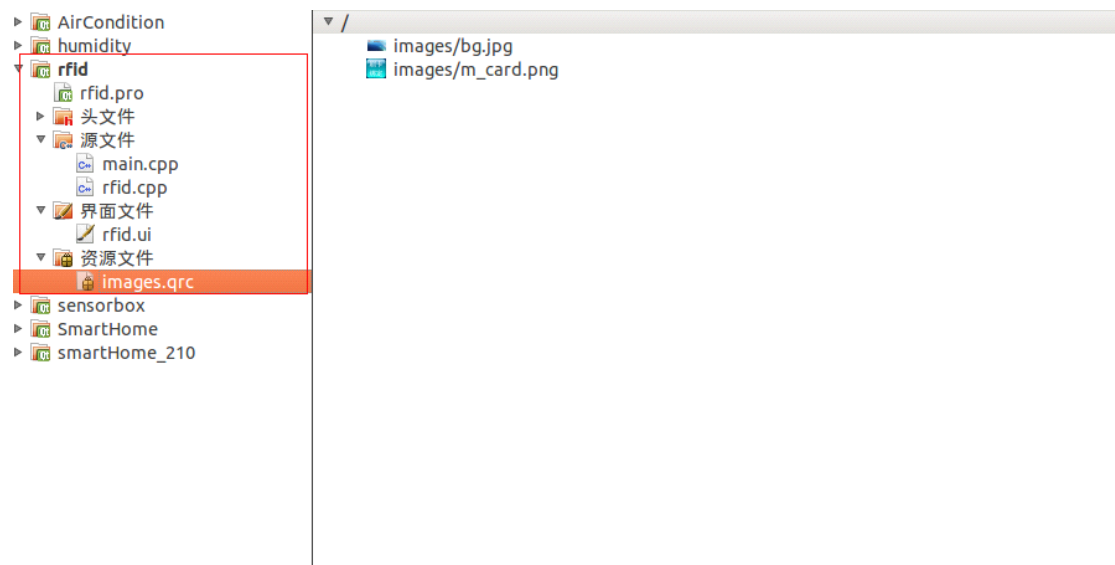 AirCondition
humidity
rfid
rfid.pro
头文件
源文件
main.cpp
rfid.cpp
界面文件
rfid.ui
资源文件
images.qrc
sensorbox
SmartHome
smartHome_210
/
images/bg.jpg
images/m_card.png